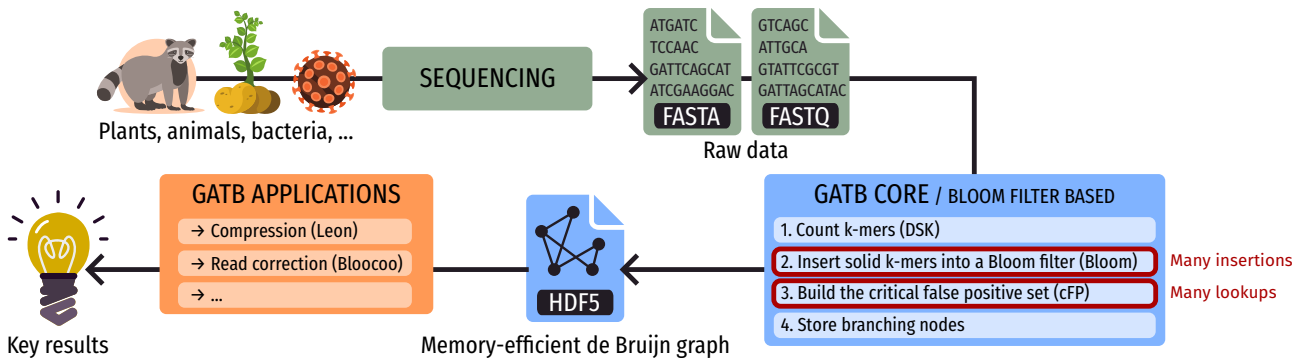 Plants, animals, bacteria, ...
SEQUENCING
ATGATC
TCCAAC
GATTCAGCAT
ATCGAAGGAC
FASTA
GTCAGC
ATTGCA
GTATTCGCGT
GATTAGCATAC
FASTQ
Raw data
GATB CORE / BLOOM FILTER BASED
1. Count k-mers (DSK)
2. Insert solid k-mers into a Bloom filter (Bloom)
Many insertions
3. Build the critical false positive set (cFP)
Many lookups
4. Store branching nodes
HDF5
Memory-efficient de Bruijn graph
GATB APPLICATIONS
→ Compression (Leon)
→ Read correction (Bloocoo)
→ ...
Key results